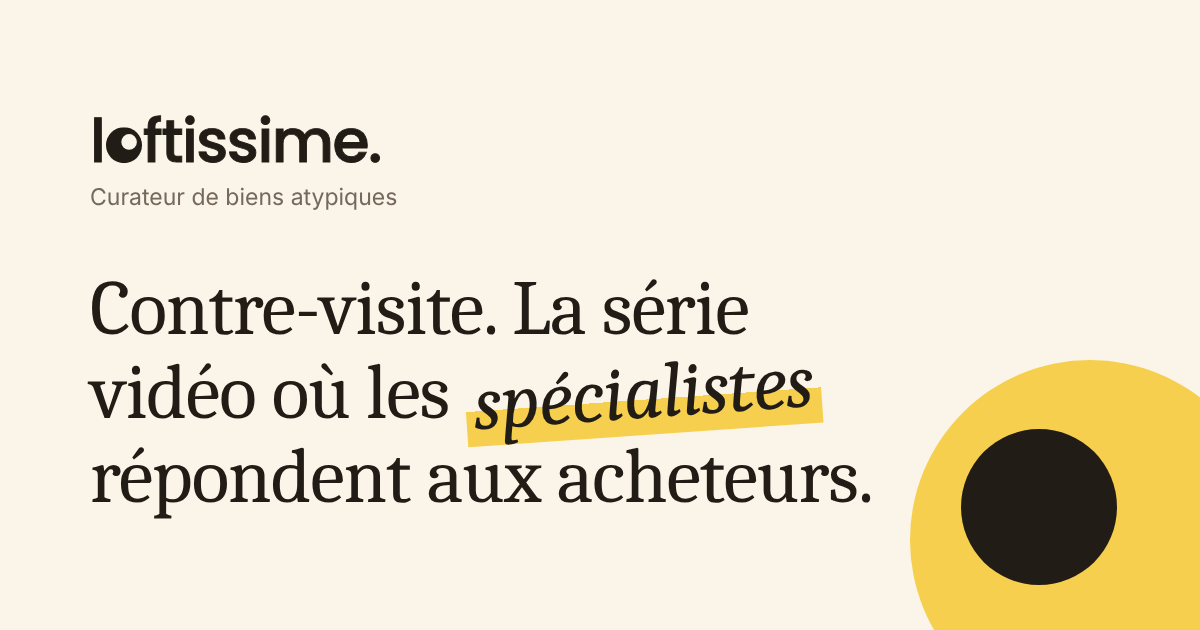 loftissime.
Curateur de biens atypiques
Contre-visite. La série
vidéo où les spécialistes
répondent aux acheteurs.